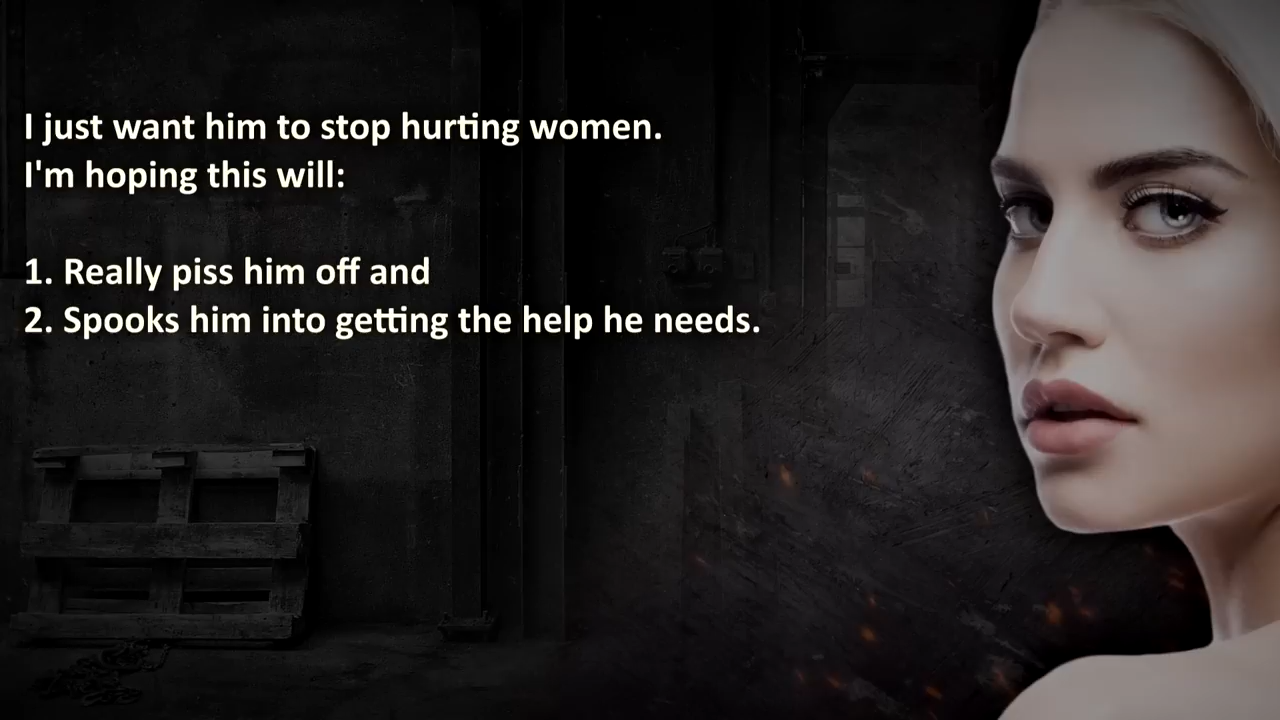 I just want him to stop hurting women.
I'm hoping this will:
1. Really piss him off and
2. Spooks him into getting the help he needs.